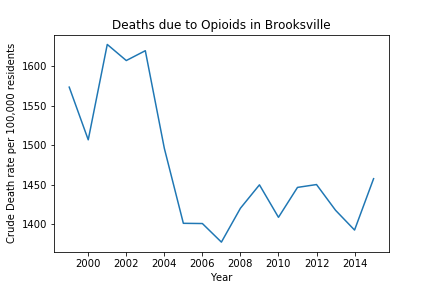 Deaths due to Opioids in Brooksville
Crude Death rate per 100,000 residents
1600
1550
1500
1450
1400
2000 2002 2004 2006 2008 2010 2012 2014
Year